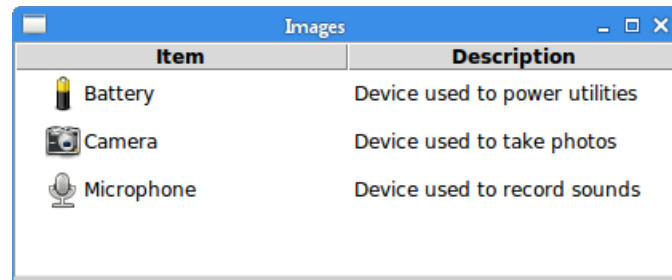 Images
Item Description
Battery Device used to power utilities
Camera Device used to take photos
Microphone Device used to record sounds